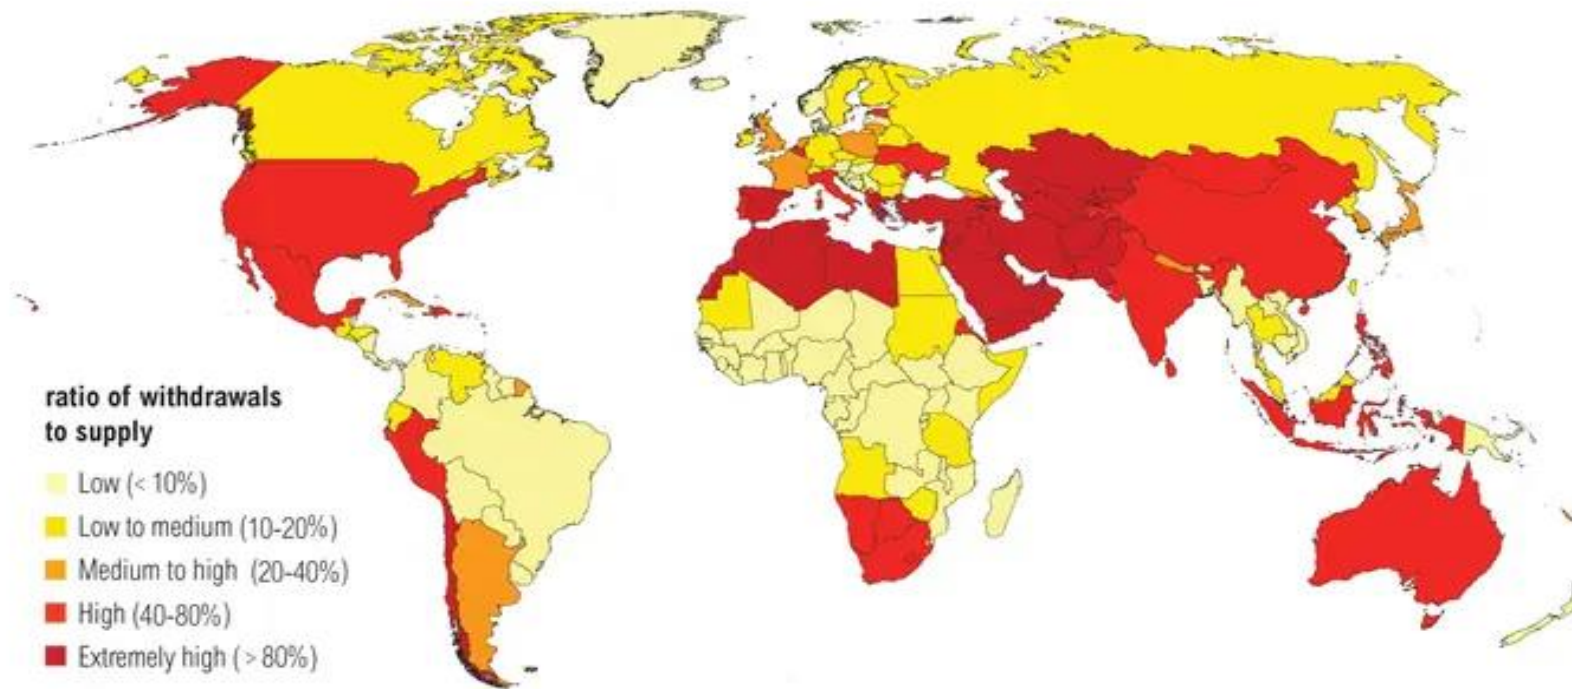 ratio of withdrawals
to supply
Low (< 10%)
Low to medium (10-20%)
Medium to high (20-40%)
High (40-80%)
Extremely high ( > 80%)